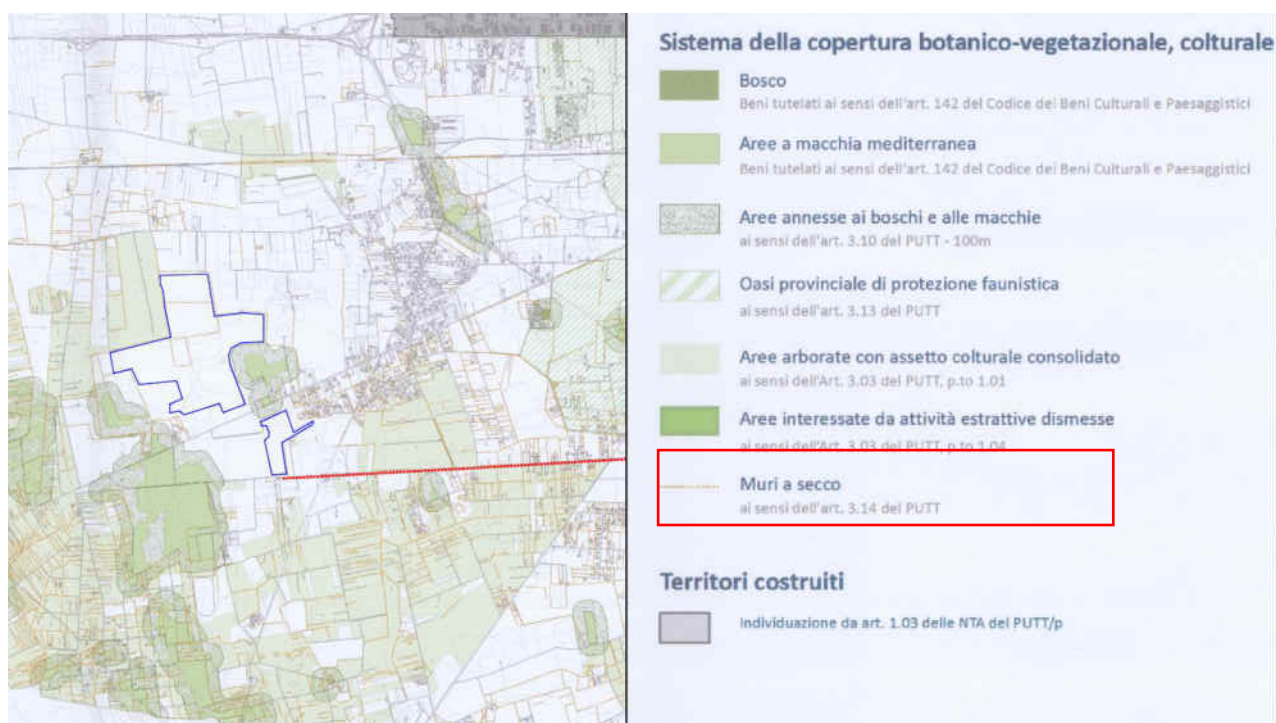 Sistema della copertura botanico-vegetazionale, colturale
Bosco
Beni tutelati ai sensi dell'art. 142 del Codice dei Beni Culturali e Paesaggistici
Aree a macchia mediterranea
Beni tutelati ai sensi dell'art. 142 del Codice dei Beni Culturali e Paesaggistici
Aree annesse ai boschi e alle macchie
ai sensi dell'art. 3.10 del PUTT - 100m
Oasi provinciale di protezione faunistica
ai sensi dell'art. 3.13 del PUTT
Aree arborate con assetto colturale consolidato
ai sensi dell'Art. 3.03 del PUTT, p.to 1.01
Aree interessate da attività estrattive dismesse
ai sensi dell'Art. 3.03 del PUTT, p.to 1.04
Muri a secco
ai sensi dell'art. 3.14 del PUTT
Territori costruiti
Individuazione da art. 1.03 delle NTA del PUTT/p